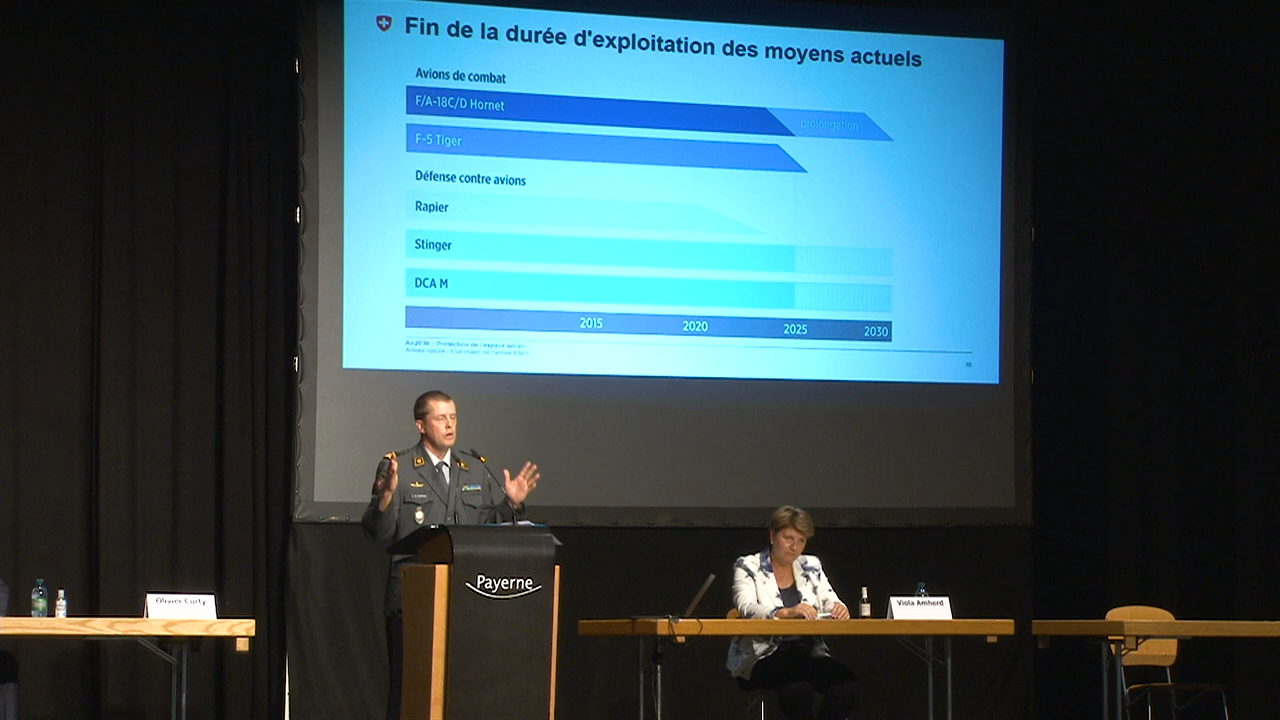 Fin de la durée d'exploitation des moyens actuels
Avions de combat
F/A-18C/D Hornet
prolongation
F-5 Tiger
Défense contre avions
Rapier
Stinger
DCA M
2015 2020 2025 2030
Payerne
Olivier Curty
Viola Amherd